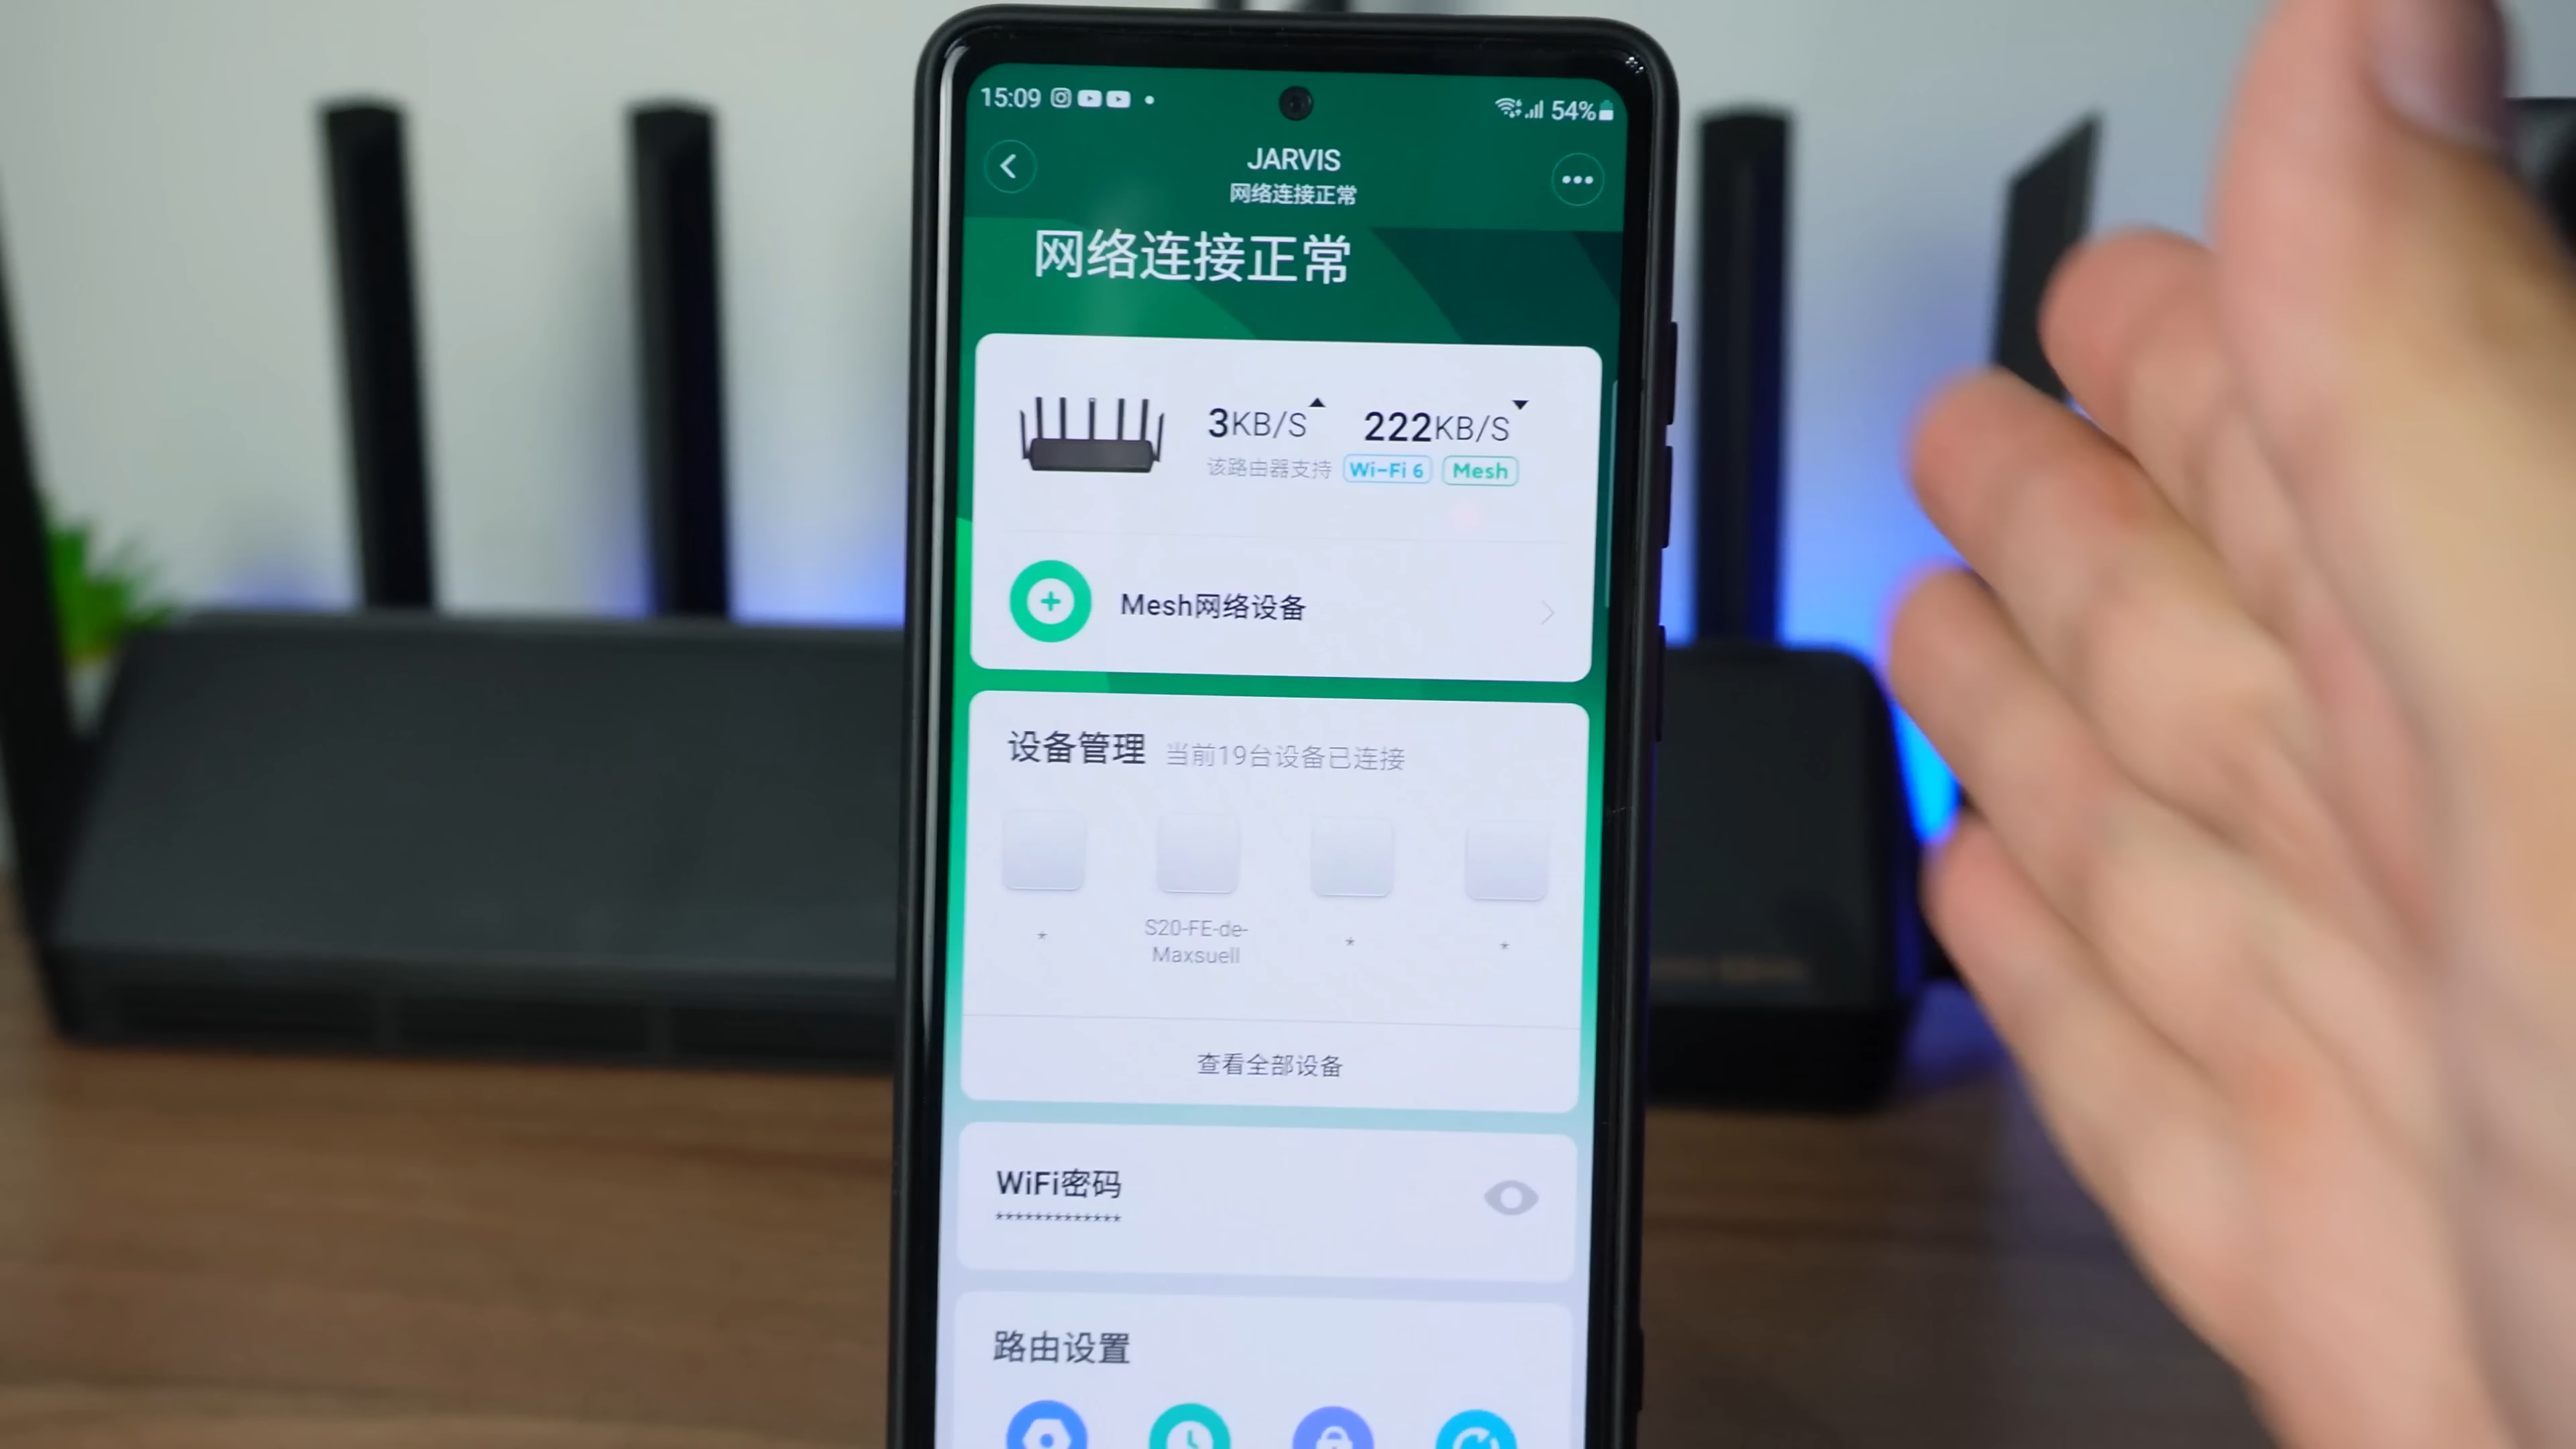 15:09
54%
JARVIS
网络连接正常
网络连接正常
3KB/S 222KB/S
该路由器支持 Wi-Fi 6 Mesh
Mesh网络设备
设备管理 当前19台设备已连接
* S20-FE-de-Maxsuell * *
查看全部设备
WiFi密码
*************
路由设置